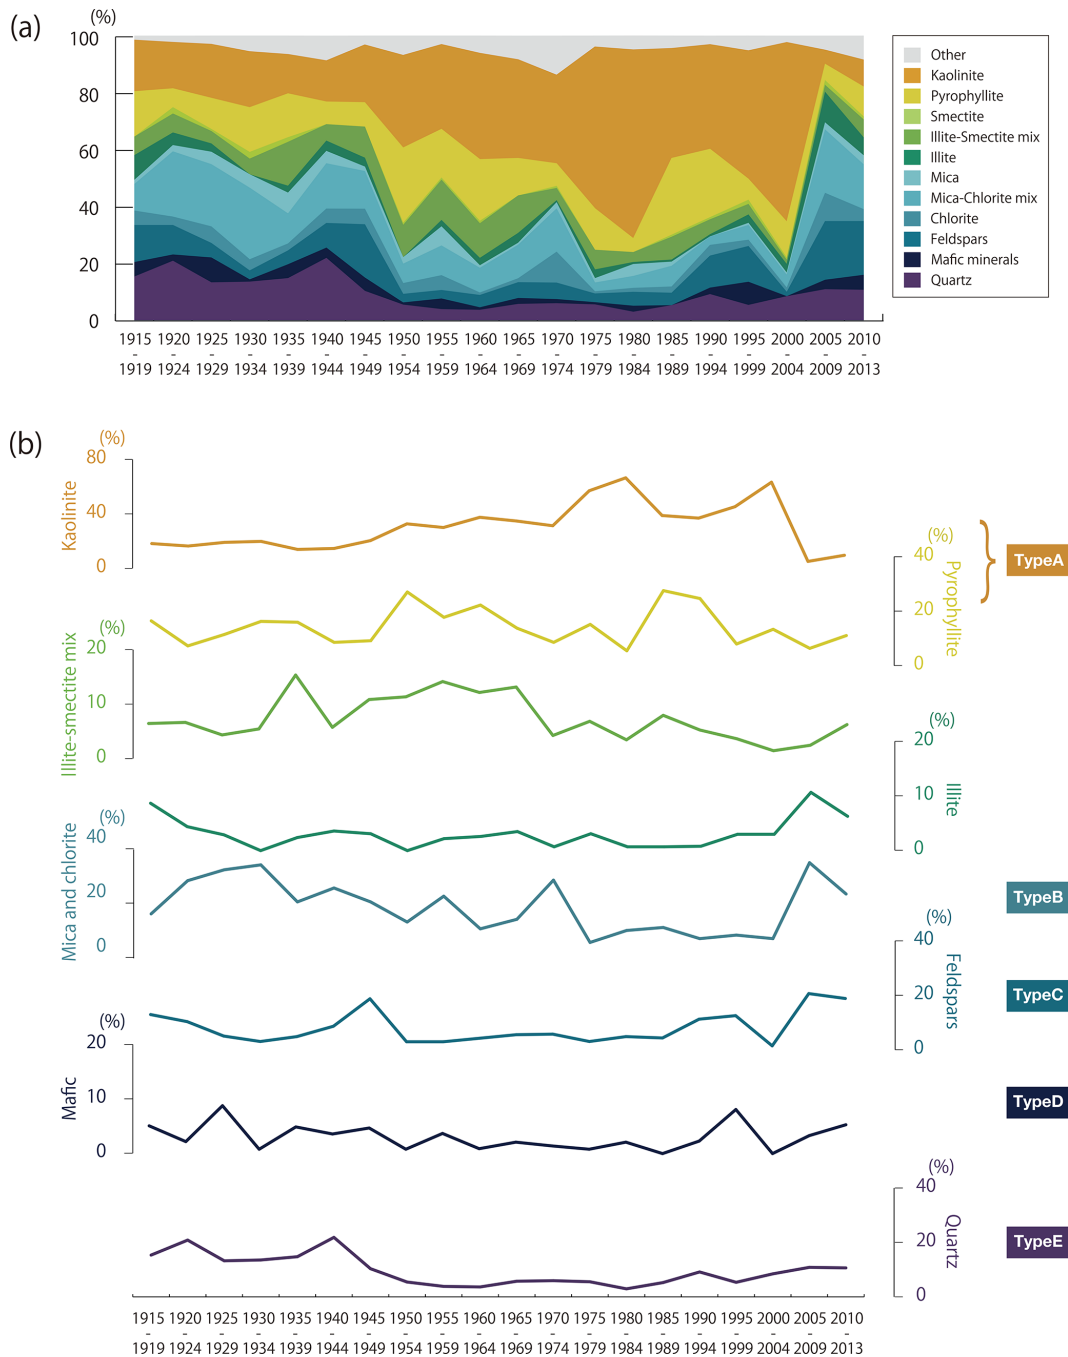 (a)
(%)
100
80
60
40
20
0
1915 1920 1925 1930 1935 1940 1945 1950 1955 1960 1965 1970 1975 1980 1985 1990 1995 2000 2005 2010
- - - - - - - - - - - - - - - - - - - -
1919 1924 1929 1934 1939 1944 1949 1954 1959 1964 1969 1974 1979 1984 1989 1994 1999 2004 2009 2013
Other
Kaolinite
Pyrophyllite
Smectite
Illite-Smectite mix
Illite
Mica
Mica-Chlorite mix
Chlorite
Feldspars
Mafic minerals
Quartz
(b)
(%)
80
40
0
Kaolinite
(%)
40
20
0
Pyrophyllite
TypeA
(%)
20
10
0
Illite-smectite mix
(%)
20
10
0
Illite
(%)
40
20
0
Mica and chlorite
TypeB
(%)
40
20
0
Feldspars
TypeC
(%)
20
10
0
Mafic
TypeD
(%)
40
20
0
Quartz
TypeE
1915 1920 1925 1930 1935 1940 1945 1950 1955 1960 1965 1970 1975 1980 1985 1990 1995 2000 2005 2010
- - - - - - - - - - - - - - - - - - - -
1919 1924 1929 1934 1939 1944 1949 1954 1959 1964 1969 1974 1979 1984 1989 1994 1999 2004 2009 2013